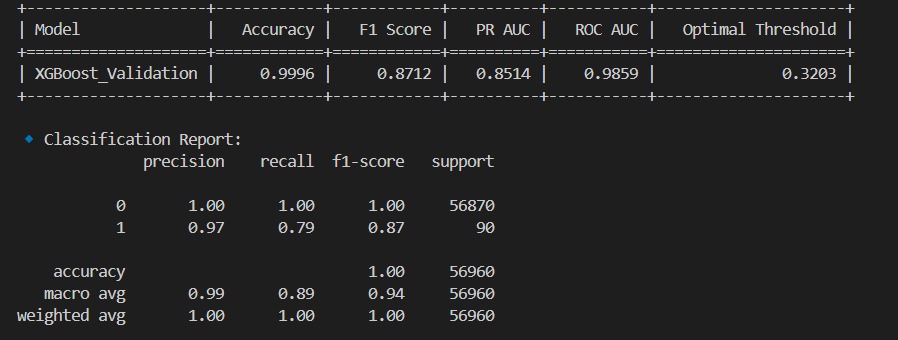 +--------------------+------------+------------+----------+-----------+---------------------+
| Model              |   Accuracy |   F1 Score |   PR AUC |   ROC AUC |   Optimal Threshold |
+====================+============+============+==========+===========+=====================+
| XGBoost_Validation |     0.9996 |     0.8712 |   0.8514 |    0.9859 |              0.3203 |
+--------------------+------------+------------+----------+-----------+---------------------+
🔹 Classification Report:
              precision    recall  f1-score   support
           0       1.00      1.00      1.00     56870
           1       0.97      0.79      0.87        90
    accuracy                           1.00     56960
   macro avg       0.99      0.89      0.94     56960
weighted avg       1.00      1.00      1.00     56960